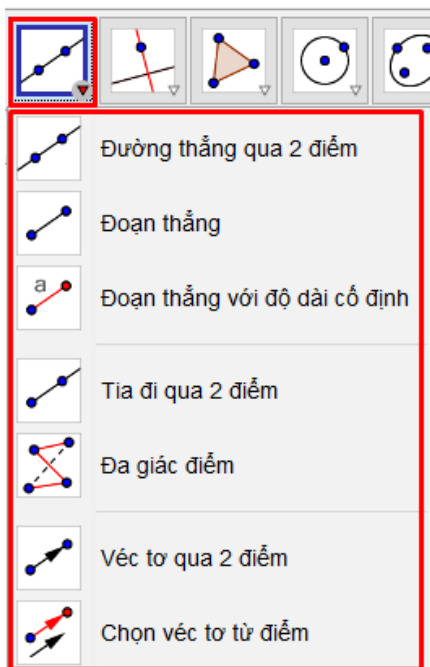 Đường thẳng qua 2 điểm
Đoạn thẳng
a
Đoạn thẳng với độ dài cố định
Tia đi qua 2 điểm
Đa giác điểm
Véc tơ qua 2 điểm
Chọn véc tơ từ điểm